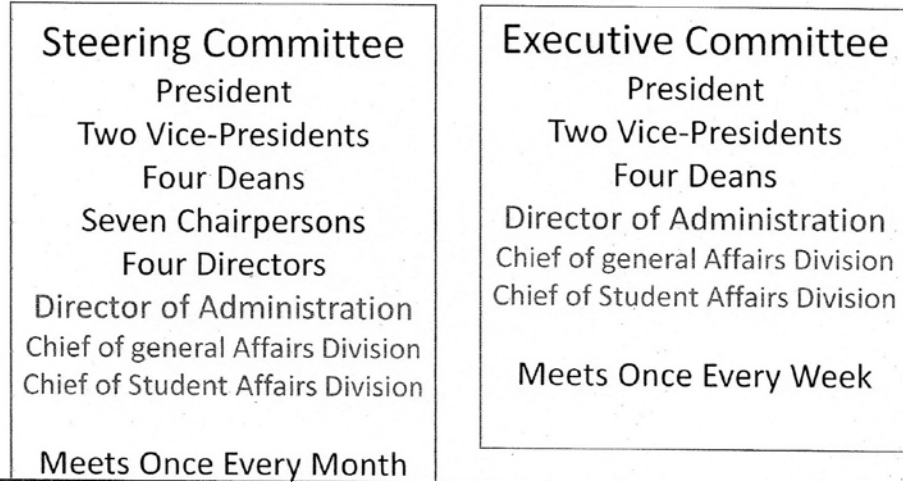 Steering Committee
President
Two Vice-Presidents
Four Deans
Seven Chairpersons
Four Directors
Director of Administration
Chief of general Affairs Division
Chief of Student Affairs Division
Meets Once Every Month
Executive Committee
President
Two Vice-Presidents
Four Deans
Director of Administration
Chief of general Affairs Division
Chief of Student Affairs Division
Meets Once Every Week